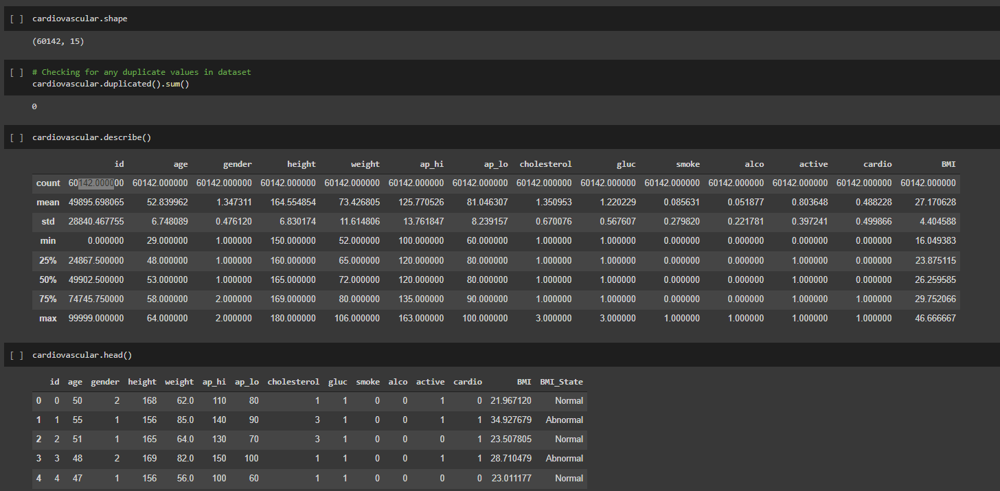 [ ] cardiovascular.shape
(60142, 15)
[ ] # Checking for any duplicate values in dataset
cardiovascular.duplicated().sum()
0
[ ] cardiovascular.describe()
id age gender height weight ap_hi ap_lo cholesterol gluc smoke alco active cardio BMI
count 60142.000000 60142.000000 60142.000000 60142.000000 60142.000000 60142.000000 60142.000000 60142.000000 60142.000000 60142.000000 60142.000000 60142.000000 60142.000000 60142.000000
mean 49895.698065 52.839962 1.347311 164.554854 73.426805 125.770526 81.046307 1.350953 1.220229 0.085631 0.051877 0.803648 0.488228 27.170628
std 28840.467755 6.748089 0.476120 6.830174 11.614806 13.761847 8.239157 0.670076 0.567607 0.279820 0.221781 0.397241 0.499866 4.404588
min 0.000000 29.000000 1.000000 150.000000 52.000000 100.000000 60.000000 1.000000 1.000000 0.000000 0.000000 0.000000 0.000000 16.049383
25% 24867.500000 48.000000 1.000000 160.000000 65.000000 120.000000 80.000000 1.000000 1.000000 0.000000 0.000000 1.000000 0.000000 23.875115
50% 49902.500000 53.000000 1.000000 165.000000 72.000000 120.000000 80.000000 1.000000 1.000000 0.000000 0.000000 1.000000 0.000000 26.259585
75% 74745.750000 58.000000 2.000000 169.000000 80.000000 135.000000 90.000000 1.000000 1.000000 0.000000 0.000000 1.000000 1.000000 29.752066
max 99999.000000 64.000000 2.000000 180.000000 106.000000 163.000000 100.000000 3.000000 3.000000 1.000000 1.000000 1.000000 1.000000 46.666667
[ ] cardiovascular.head()
id age gender height weight ap_hi ap_lo cholesterol gluc smoke alco active cardio BMI BMI_State
0 0 50 2 168 62.0 110 80 1 1 0 0 1 0 21.967120 Normal
1 1 55 1 156 85.0 140 90 3 1 0 0 1 1 34.927679 Abnormal
2 2 51 1 165 64.0 130 70 3 1 0 0 0 1 23.507805 Normal
3 3 48 2 169 82.0 150 100 1 1 0 0 1 1 28.710479 Abnormal
4 4 47 1 156 56.0 100 60 1 1 0 0 0 0 23.011177 Normal